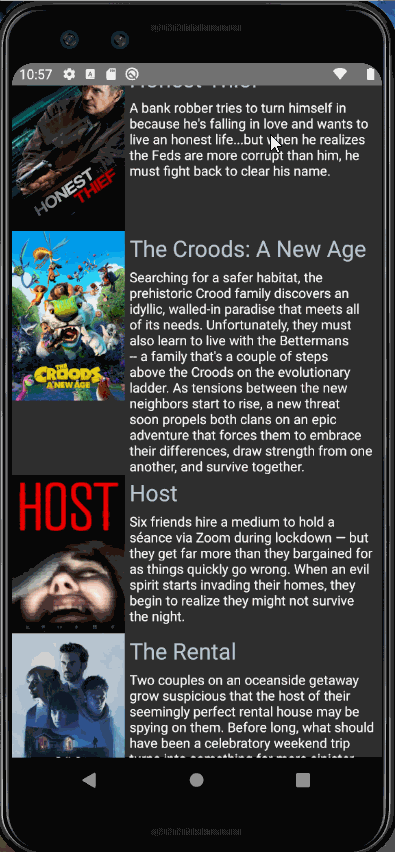 10:57
Honest Thief
A bank robber tries to turn himself in
because he's falling in love and wants to
live an honest life...but when he realizes
the Feds are more corrupt than him, he
must fight back to clear his name.
HONEST
THIEF
The Croods: A New Age
Searching for a safer habitat, the
prehistoric Crood family discovers an
idyllic, walled-in paradise that meets all
of its needs. Unfortunately, they must
also learn to live with the Bettermans
-- a family that's a couple of steps
above the Croods on the evolutionary
ladder. As tensions between the new
neighbors start to rise, a new threat
soon propels both clans on an epic
adventure that forces them to embrace
their differences, draw strength from one
another, and survive together.
THE
CROODS
A NEW AGE
HOST
Host
Six friends hire a medium to hold a
séance via Zoom during lockdown — but
they get far more than they bargained for
as things quickly go wrong. When an evil
spirit starts invading their homes, they
begin to realize they might not survive
the night.
The Rental
Two couples on an oceanside getaway
grow suspicious that the host of their
seemingly perfect rental house may be
spying on them. Before long, what should
have been a celebratory weekend trip
turns into something far more sinister